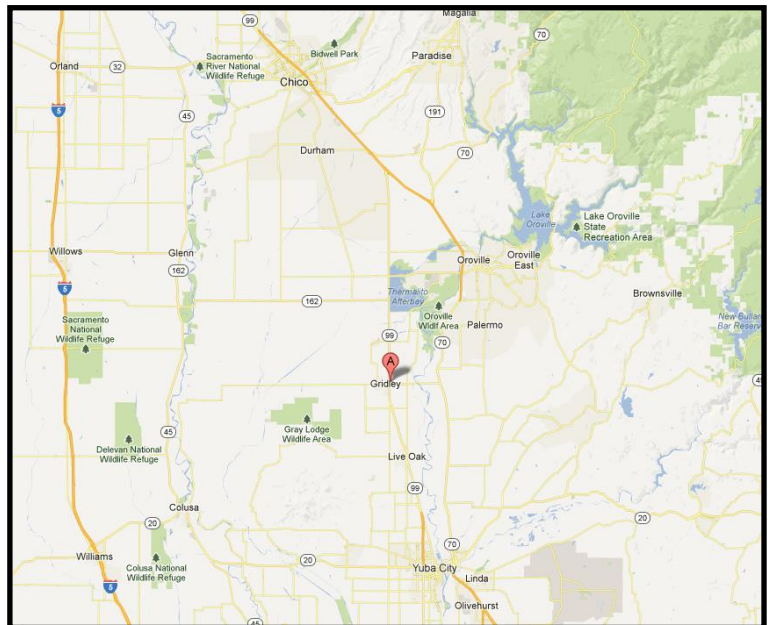 Magalia
99
70
Bidwell Park
Sacramento
River National
Wildlife Refuge
Paradise
Orland
32
Chico
5
191
45
Durham
70
Lake
Oroville
Lake Oroville
State
Recreation Area
Willows
Glenn
Oroville
Oroville
East
162
5
162
Thermalito
Afterbay
Brownsville
Sacramento
National
Wildlife Refuge
Oroville
Wldlf Area
Palermo
New Bullards
Bar Reserv
99
70
A
Gridley
Gray Lodge
Wildlife Area
45
Delevan National
Wildlife Refuge
Live Oak
99
Colusa
20
20
70
Williams
20
Colusa National
Wildlife Refuge
Yuba City
Linda
5
Olivehurst
45